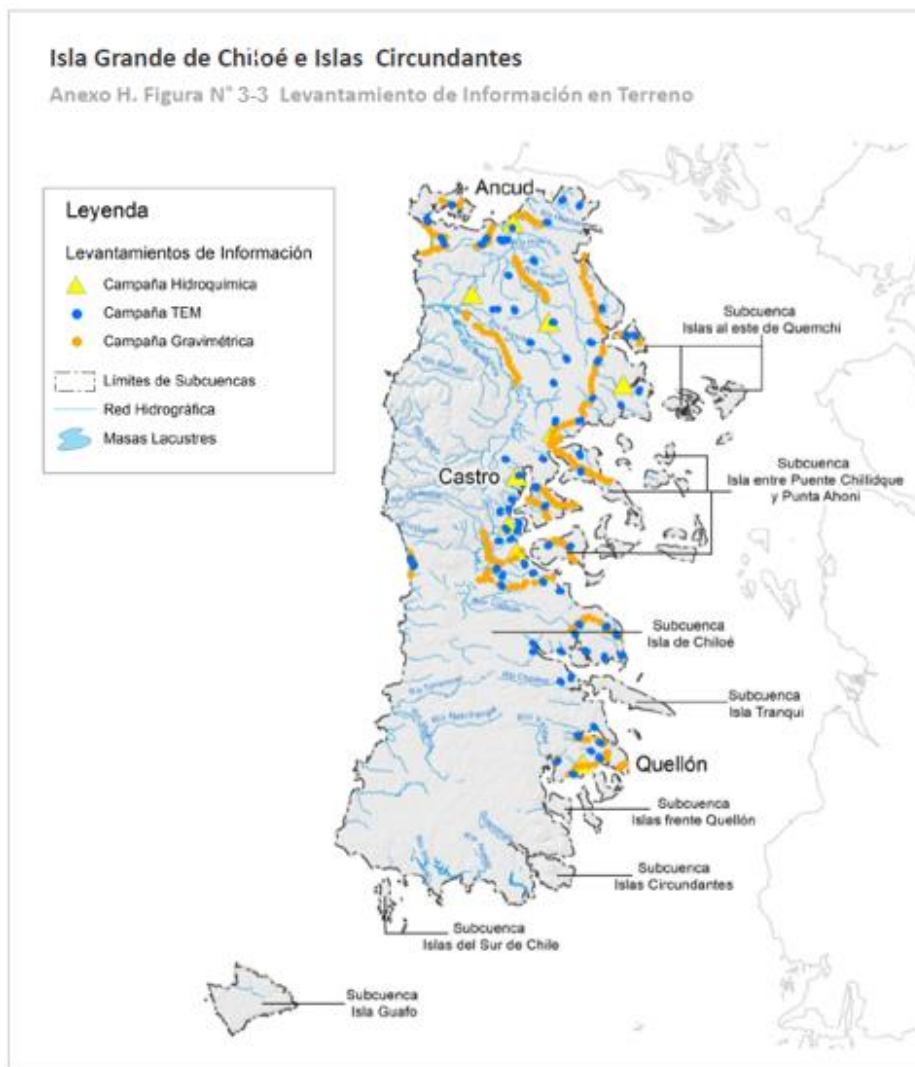 Isla Grande de Chiloé e Islas Circundantes
Anexo H. Figura N° 3-3 Levantamiento de Información en Terreno
Leyenda
Levantamientos de Información
Campaña Hidroquímica
Campaña TEM
Campaña Gravimétrica
Límites de Subcuencas
Red Hidrográfica
Masas Lacustres
Ancud
Subcuenca
Islas al este de Quemchi
Castro
Subcuenca
Isla entre Puente Chillidque
y Punta Ahoni
Subcuenca
Isla de Chiloé
Subcuenca
Isla Tranqui
Quellón
Subcuenca
Islas frente Quellón
Subcuenca
Islas Circundantes
Subcuenca
Islas del Sur de Chile
Subcuenca
Isla Guafo